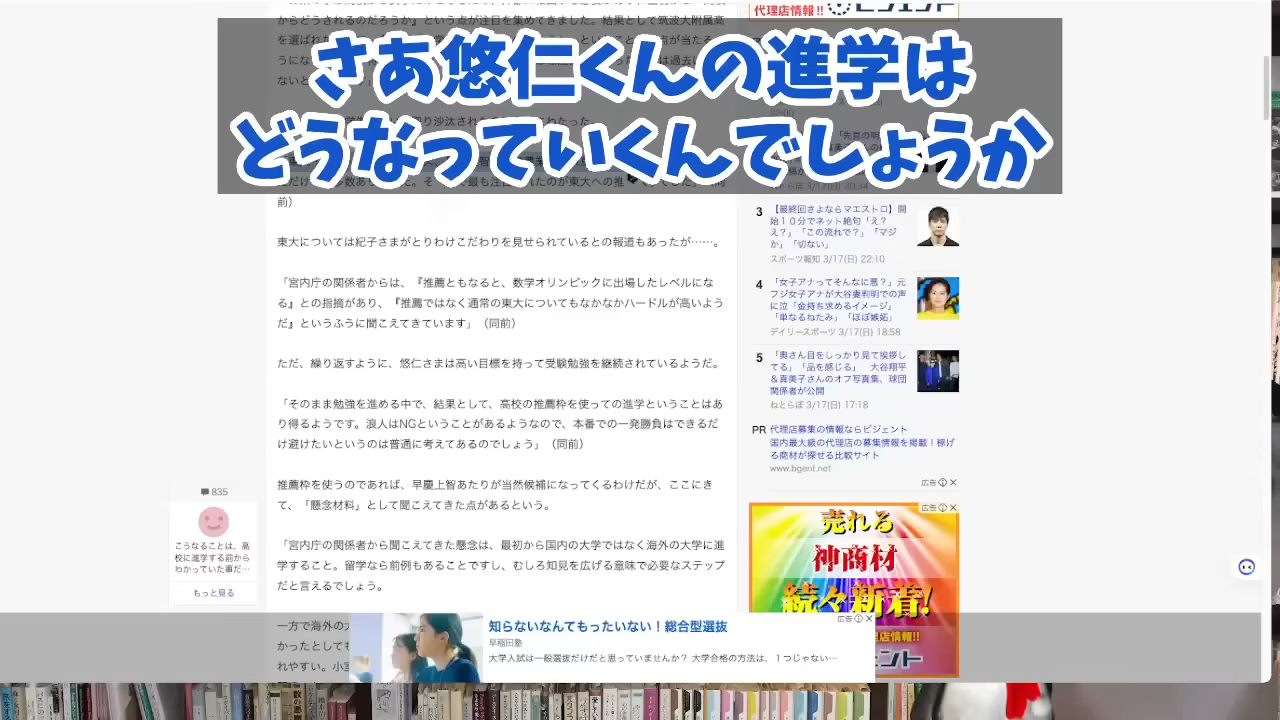 さあ悠仁くんの進学は
どうなっていくんでしょうか
前）
東大については紀子さまがとりわけこだわりを見せられているとの報道もあったが……。
「宮内庁の関係者からは、『推薦ともなると、数学オリンピックに出場したレベルにな
る』との指摘があり、『推薦ではなく通常の東大についてもなかなかハードルが高いよう
だ』というふうに聞こえてきています」（同前）
ただ、繰り返すように、悠仁さまは高い目標を持って受験勉強を継続されているようだ。
「そのまま勉強を進める中で、結果として、高校の推薦枠を使っての進学ということはあ
り得るようです。浪人はNGということがあるようなので、本番での一発勝負はできるだ
け避けたいというのは普通に考えてあるのでしょう」（同前）
推薦枠を使うのであれば、早慶上智あたりが当然候補になってくるわけだが、ここにき
て、「懸念材料」として聞こえてきた点があるという。
「宮内庁の関係者から聞こえてきた懸念は、最初から国内の大学ではなく海外の大学に進
学すること。留学なら前例もあることですし、むしろ知見を広げる意味で必要なステップ
だと言えるでしょう。
一方で海外の大
かったとしても
れやすい。小室
835
こうなることは、高
校に進学する前から
わかっていた事だ…
もっと見る
代理店情報!!
3
【最終回さよならマエストロ】開
始１０分でネット絶句「え？
え？」「この流れで？」「マジ
か」「切ない」
スポーツ報知 3/17(日) 22:10
4
「女子アナってそんなに悪？」元
フジ女子アナが大谷妻判明での声
に泣「金持ち求めるイメージ」
「単なるねたみ」「ほぼ嫉妬」
デイリースポーツ 3/17(日) 18:58
5
「奥さん目をしっかり見て挨拶し
てる」「品を感じる」　大谷翔平
＆真美子さんのオフ写真集、球団
関係者が公開
ねとらぼ 3/17(日) 17:18
PR 代理店募集の情報ならビジェント
国内最大級の代理店の募集情報を掲載！稼げ
る商材が探せる比較サイト
www.bgent.net
広告
広告
売れる
神商材
続々新着!
広告
知らないなんてもったいない！総合型選抜
早稲田塾
大学入試は一般選抜だけだと思っていませんか？ 大学合格の方法は、１つじゃない…